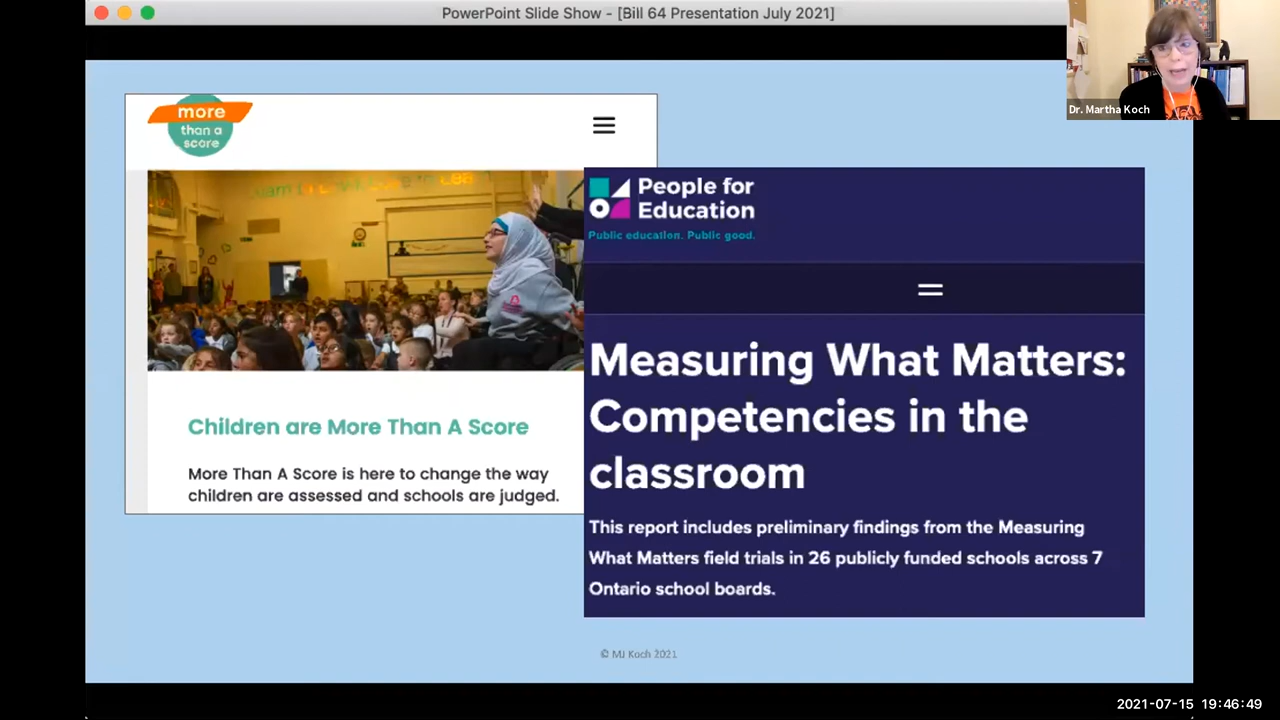 PowerPoint Slide Show - [Bill 64 Presentation July 2021]
Dr. Martha Koch
more
than a
score
Children are More Than A Score
More Than A Score is here to change the way
children are assessed and schools are judged.
People for
Education
Public education. Public good.
Measuring What Matters:
Competencies in the
classroom
This report includes preliminary findings from the Measuring
What Matters field trials in 26 publicly funded schools across 7
Ontario school boards.
© MJ Koch 2021
2021-07-15 19:46:49